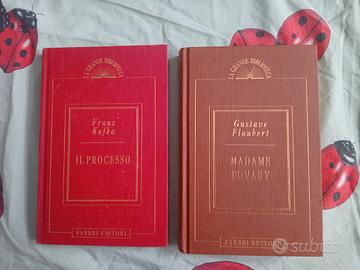 LA GRANDE BIBLIOTECA
Franz
Kafka
IL PROCESSO
FABBRI EDITORI
LA GRANDE BIBLIOTECA
Gustave
Flaubert
MADAME
BOVARY
FABBRI EDITORI
subito